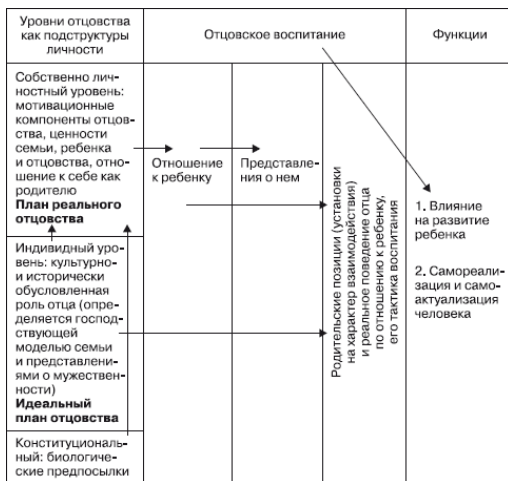 Уровни отцовства
как подструктуры
личности
Отцовское воспитание
Функции
Собственно лич-
ностный уровень:
мотивационные
компоненты отцов-
ства, ценности
семьи, ребенка
и отцовства, отно-
шение к себе как
родителю
План реального
отцовства
Индивидный уро-
вень: культурно-
и исторически
обусловленная
роль отца (опре-
деляется господ-
ствующей
моделью семьи
и представления-
ми о мужествен-
ности)
Идеальный
план отцовства
Конституциональ-
ный: биологиче-
ские предпосылки
Отношение
к ребенку
Представле-
ния о нем
Родительские позиции (установки
на характер взаимодействия)
и реальное поведение отца
по отношению к ребенку,
его тактика воспитания
1. Влияние
на развитие
ребенка
2. Самореали-
зация и само-
актуализация
человека